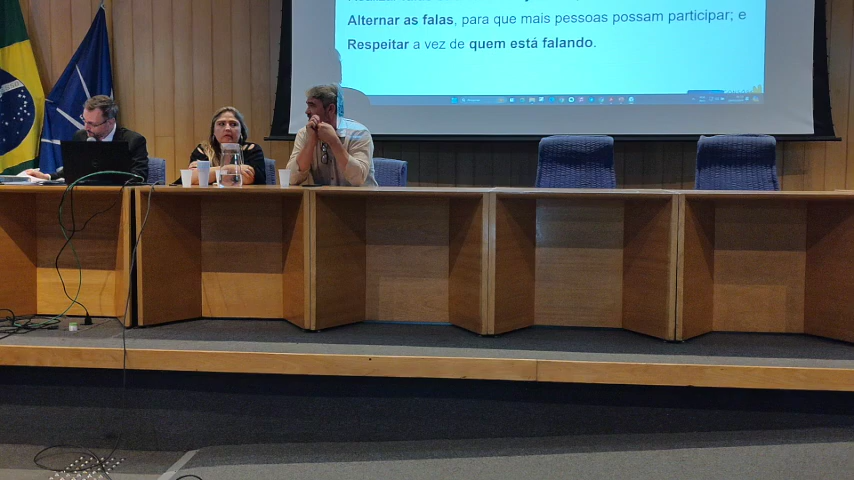 Alternar as falas, para que mais pessoas possam participar; e
Respeitar a vez de quem está falando.